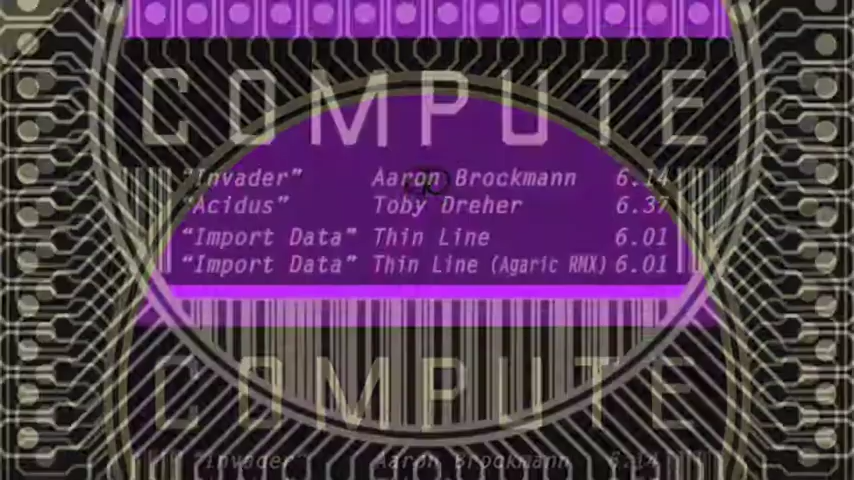 COMPUTE
“Invader” Aaron Brockmann 6.14
“Acidus” Toby Dreher 6.37
“Import Data” Thin Line 6.01
“Import Data” Thin Line (Agaric RMX) 6.01
COMPUTE
“Invader” Aaron Brockmann 6.14